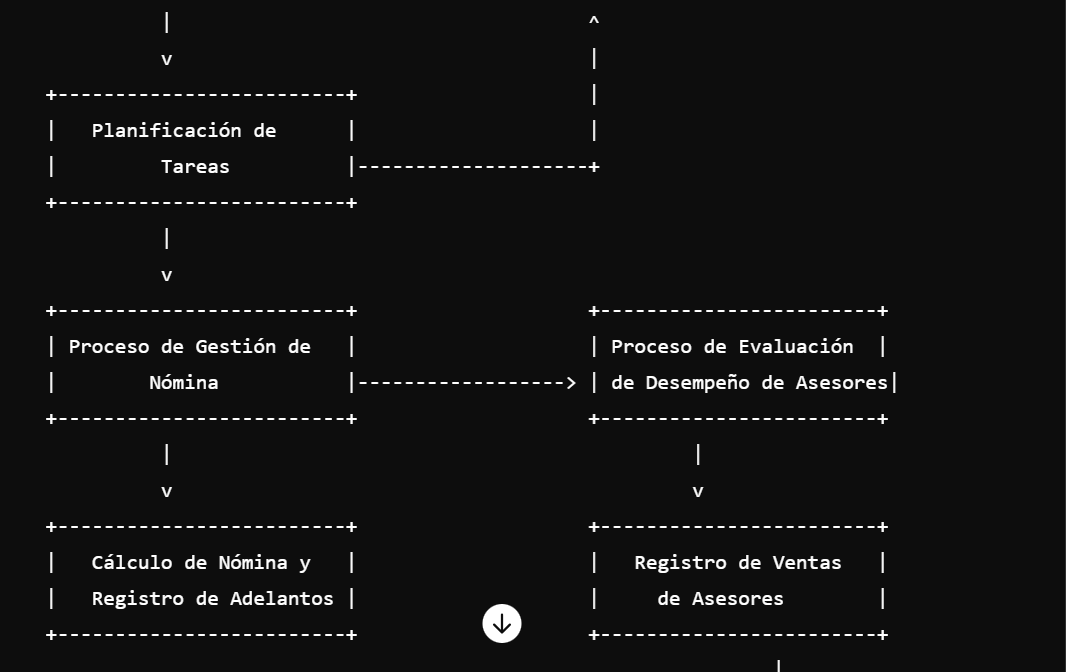 Planificación de
Tareas
Proceso de Gestión de
Nómina
Proceso de Evaluación
de Desempeño de Asesores
Cálculo de Nómina y
Registro de Adelantos
Registro de Ventas
de Asesores